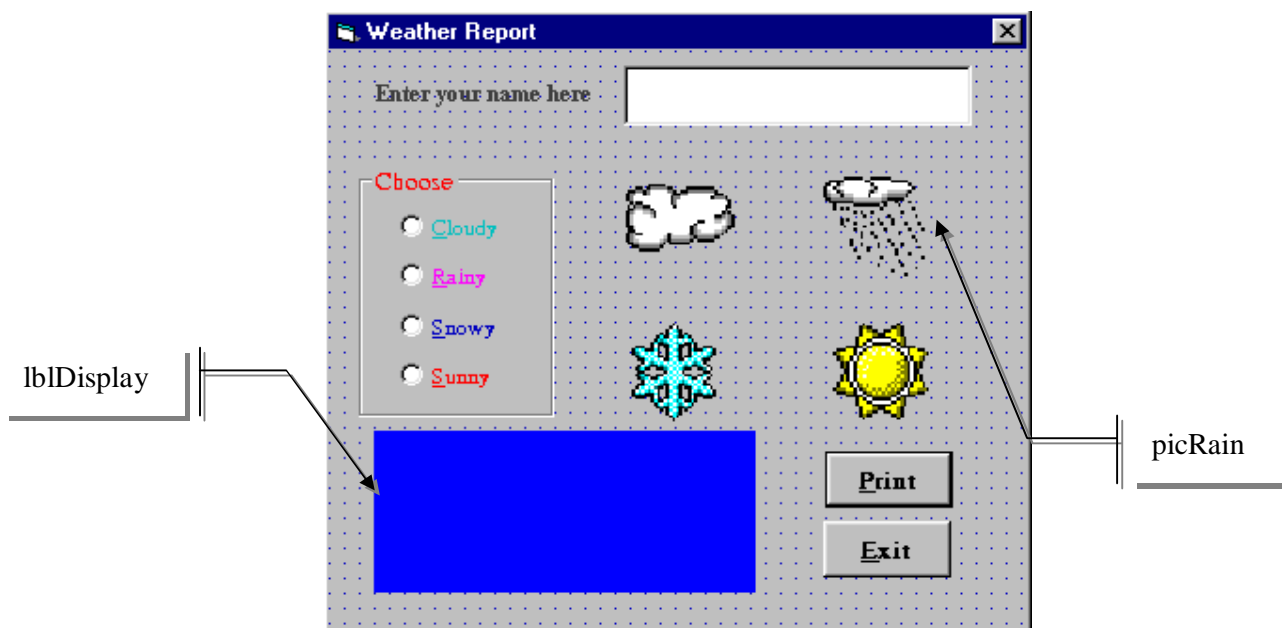 Weather Report
Enter your name here
Choose
Cloudy
Rainy
Snowy
Sunny
lblDisplay
picRain
Print
Exit